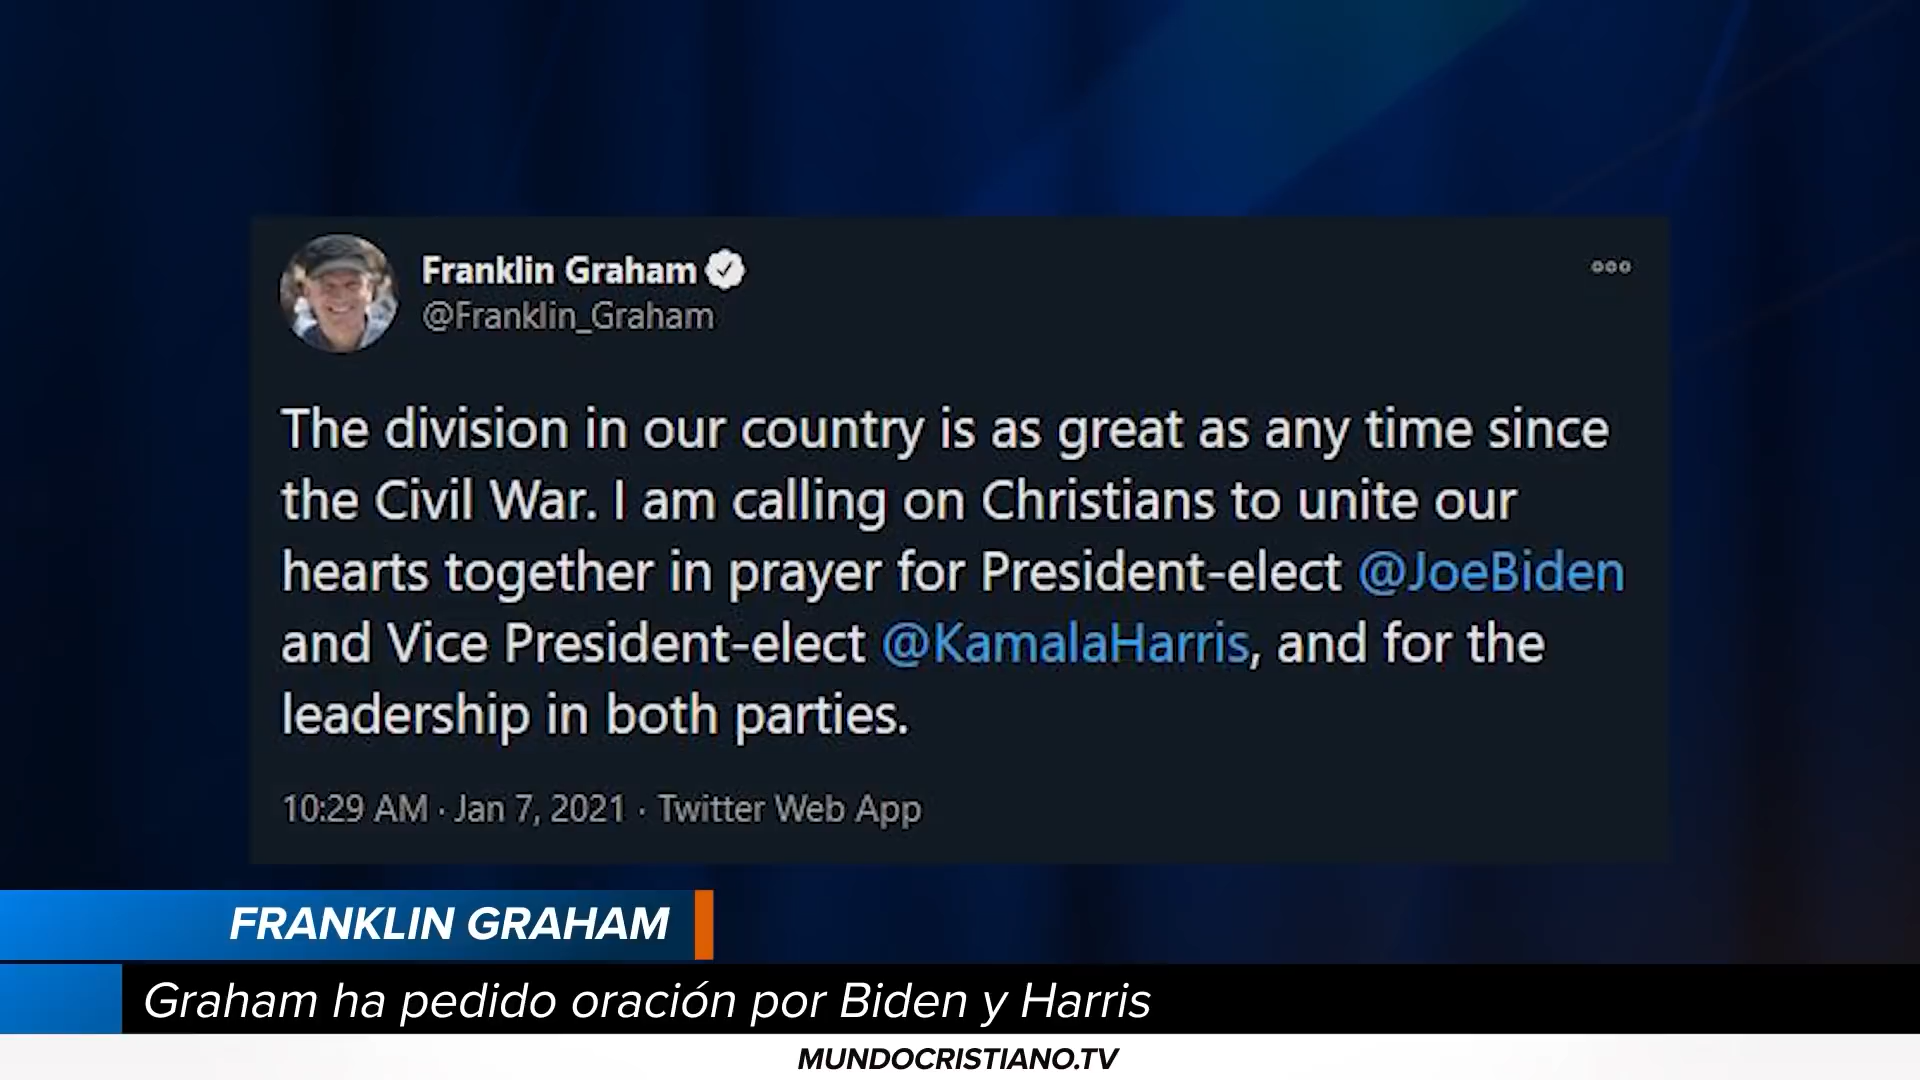 Franklin Graham
@Franklin_Graham
The division in our country is as great as any time since
the Civil War. I am calling on Christians to unite our
hearts together in prayer for President-elect @JoeBiden
and Vice President-elect @KamalaHarris, and for the
leadership in both parties.
10:29 AM · Jan 7, 2021 · Twitter Web App
FRANKLIN GRAHAM
Graham ha pedido oración por Biden y Harris
MUNDOCRISTIANO.TV